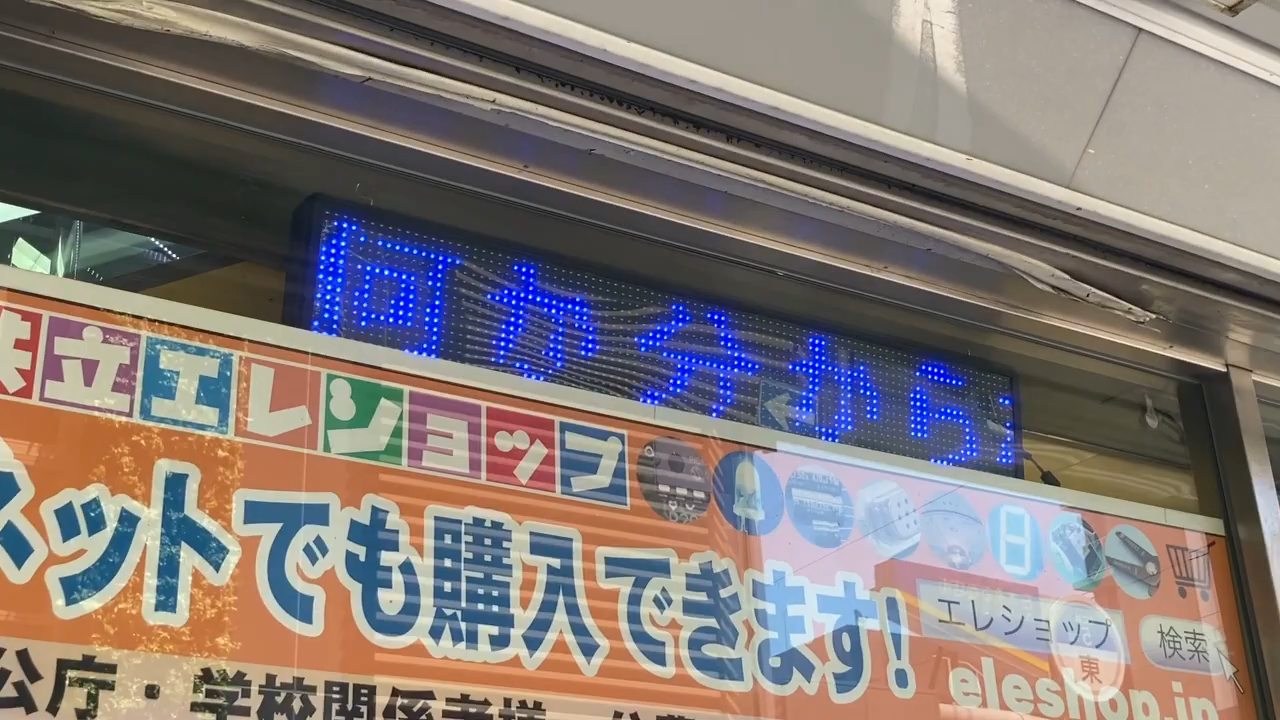 何か分から
共立エレショップ
ネットでも購入できます!
エレショップ 検索
東
eleshop.jp
公庁・学校関係者様